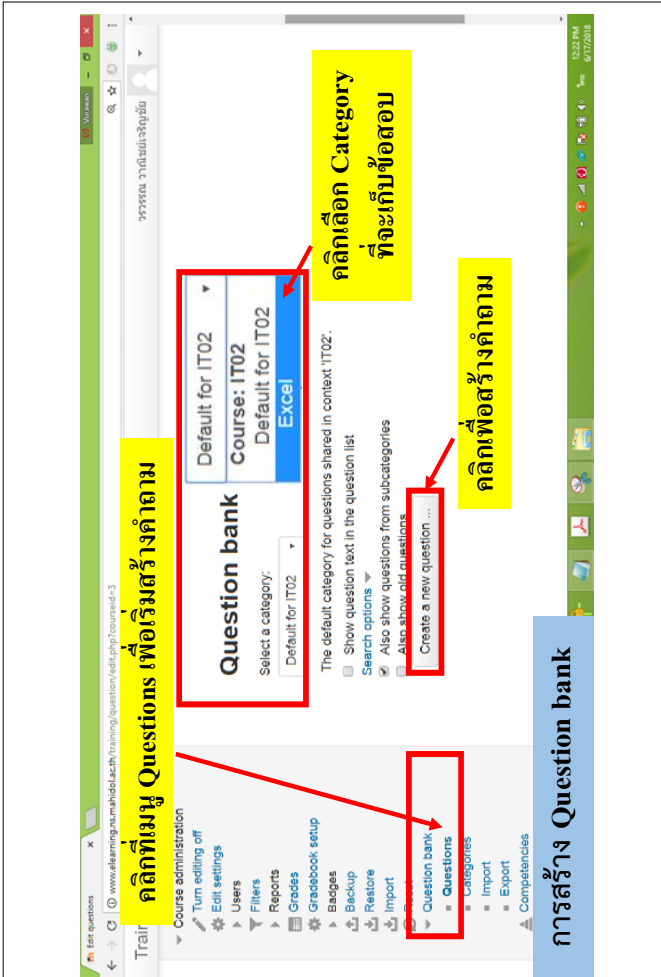 Edit questions
Vorawan
www.elearning.ns.mahidol.ac.th/training/question/edit.php?courseid=3
Train
วรวรรณ วาณิชย์เจริญชัย
คลิกที่เมนู Questions เพื่อเริ่มสร้างคำถาม
Course administration
Turn editing off
Edit settings
Users
Filters
Reports
Grades
Gradebook setup
Badges
Backup
Restore
Import
Reset
Question bank
Questions
Categories
Import
Export
Competencies
Question bank
Select a category:
Default for IT02
Default for IT02
Course: IT02
Default for IT02
Excel
คลิกเลือก Category
ที่จะเก็บข้อสอบ
The default category for questions shared in context 'IT02'.
Show question text in the question list
Search options
Also show questions from subcategories
Also show old questions
Create a new question ...
คลิกเพื่อสร้างคำถาม
การสร้าง Question bank
ไทย
12:22 PM
6/17/2018